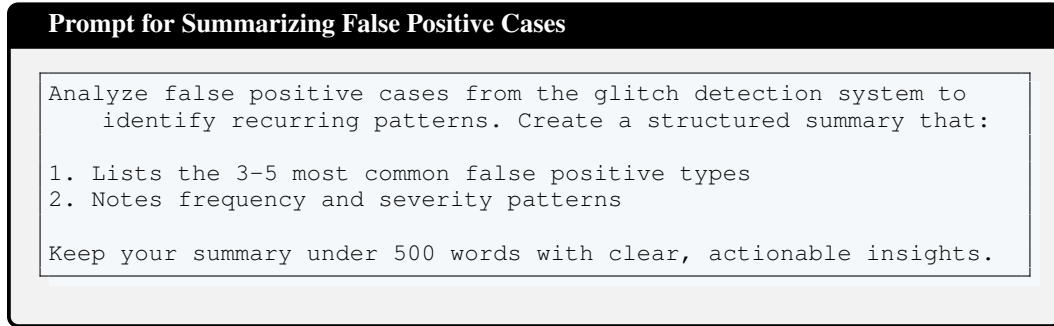 Prompt for Summarizing False Positive Cases
Analyze false positive cases from the glitch detection system to
identify recurring patterns. Create a structured summary that:
1. Lists the 3-5 most common false positive types
2. Notes frequency and severity patterns
Keep your summary under 500 words with clear, actionable insights.